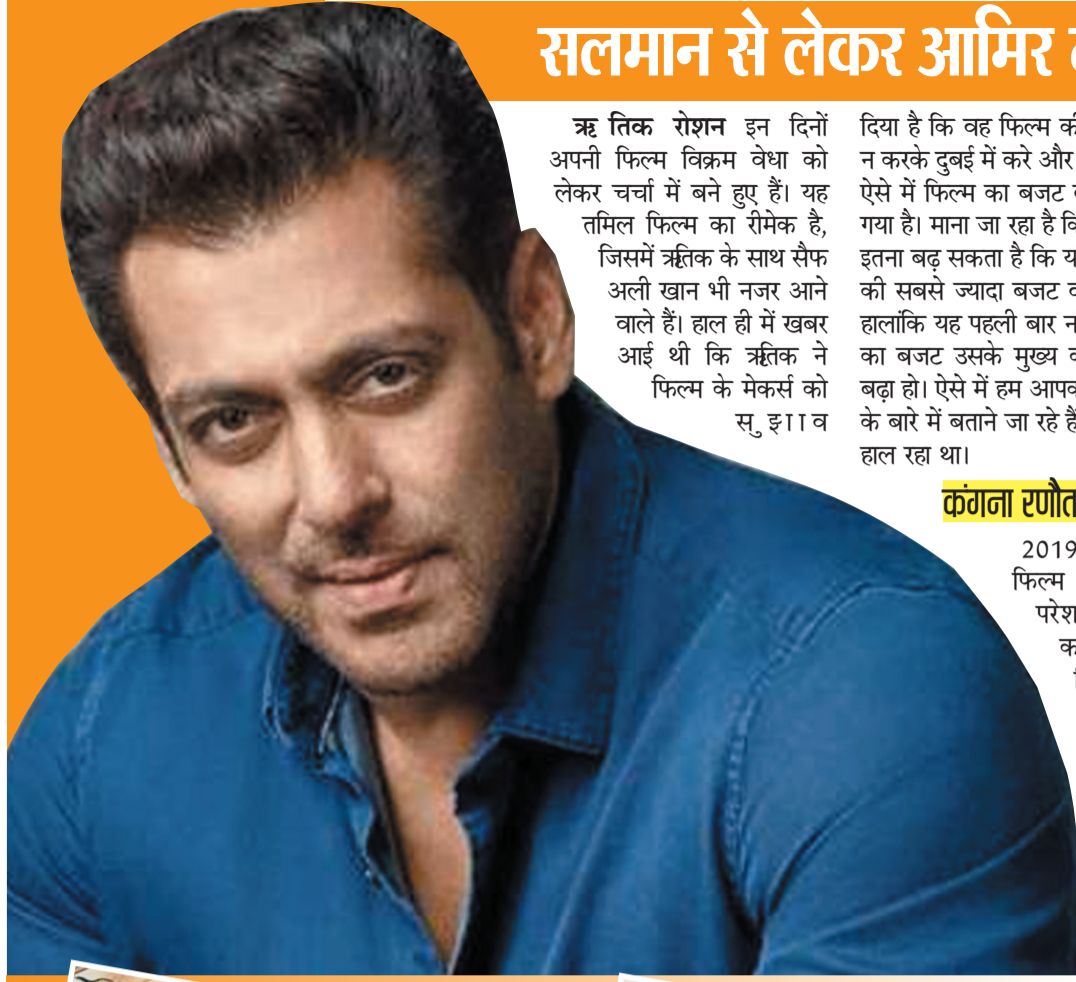 सलमान से लेकर आमिर
ऋ तिक रोशन इन दिनों
अपनी फिल्म विक्रम वेधा को
लेकर चर्चा में बने हुए हैं। यह
तमिल फिल्म का रीमेक है,
जिसमें ऋतिक के साथ सैफ
अली खान भी नजर आने
वाले हैं। हाल ही में खबर
आई थी कि ऋतिक ने
फिल्म के मेकर्स को
सुझाव
दिया है कि वह फिल्म की
न करके दुबई में करे और
ऐसे में फिल्म का बजट
गया है। माना जा रहा है
इतना बढ़ सकता है कि
की सबसे ज्यादा बजट
हालांकि यह पहली बार
का बजट उसके मुख्य
बढ़ा हो। ऐसे में हम
के बारे में बताने जा रहे
हाल रहा था।
कंगना रणौत
2019
फिल्म